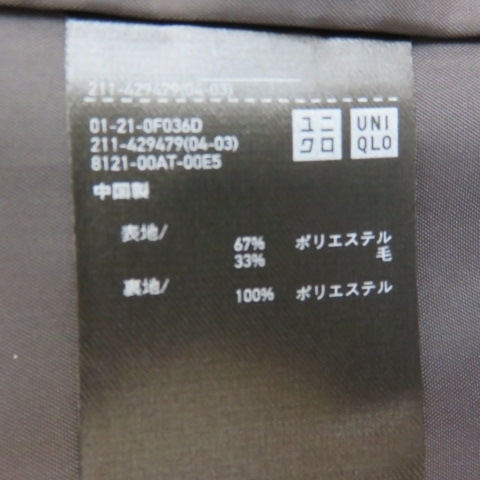 211-429479(04-03)
01-21-0F036D
211-429479(04-03)
8121-00AT-00E5
ユニ
クロ
UNI
QLO
中国製
表地/
67% ポリエステル
33% 毛
裏地/
100% ポリエステル